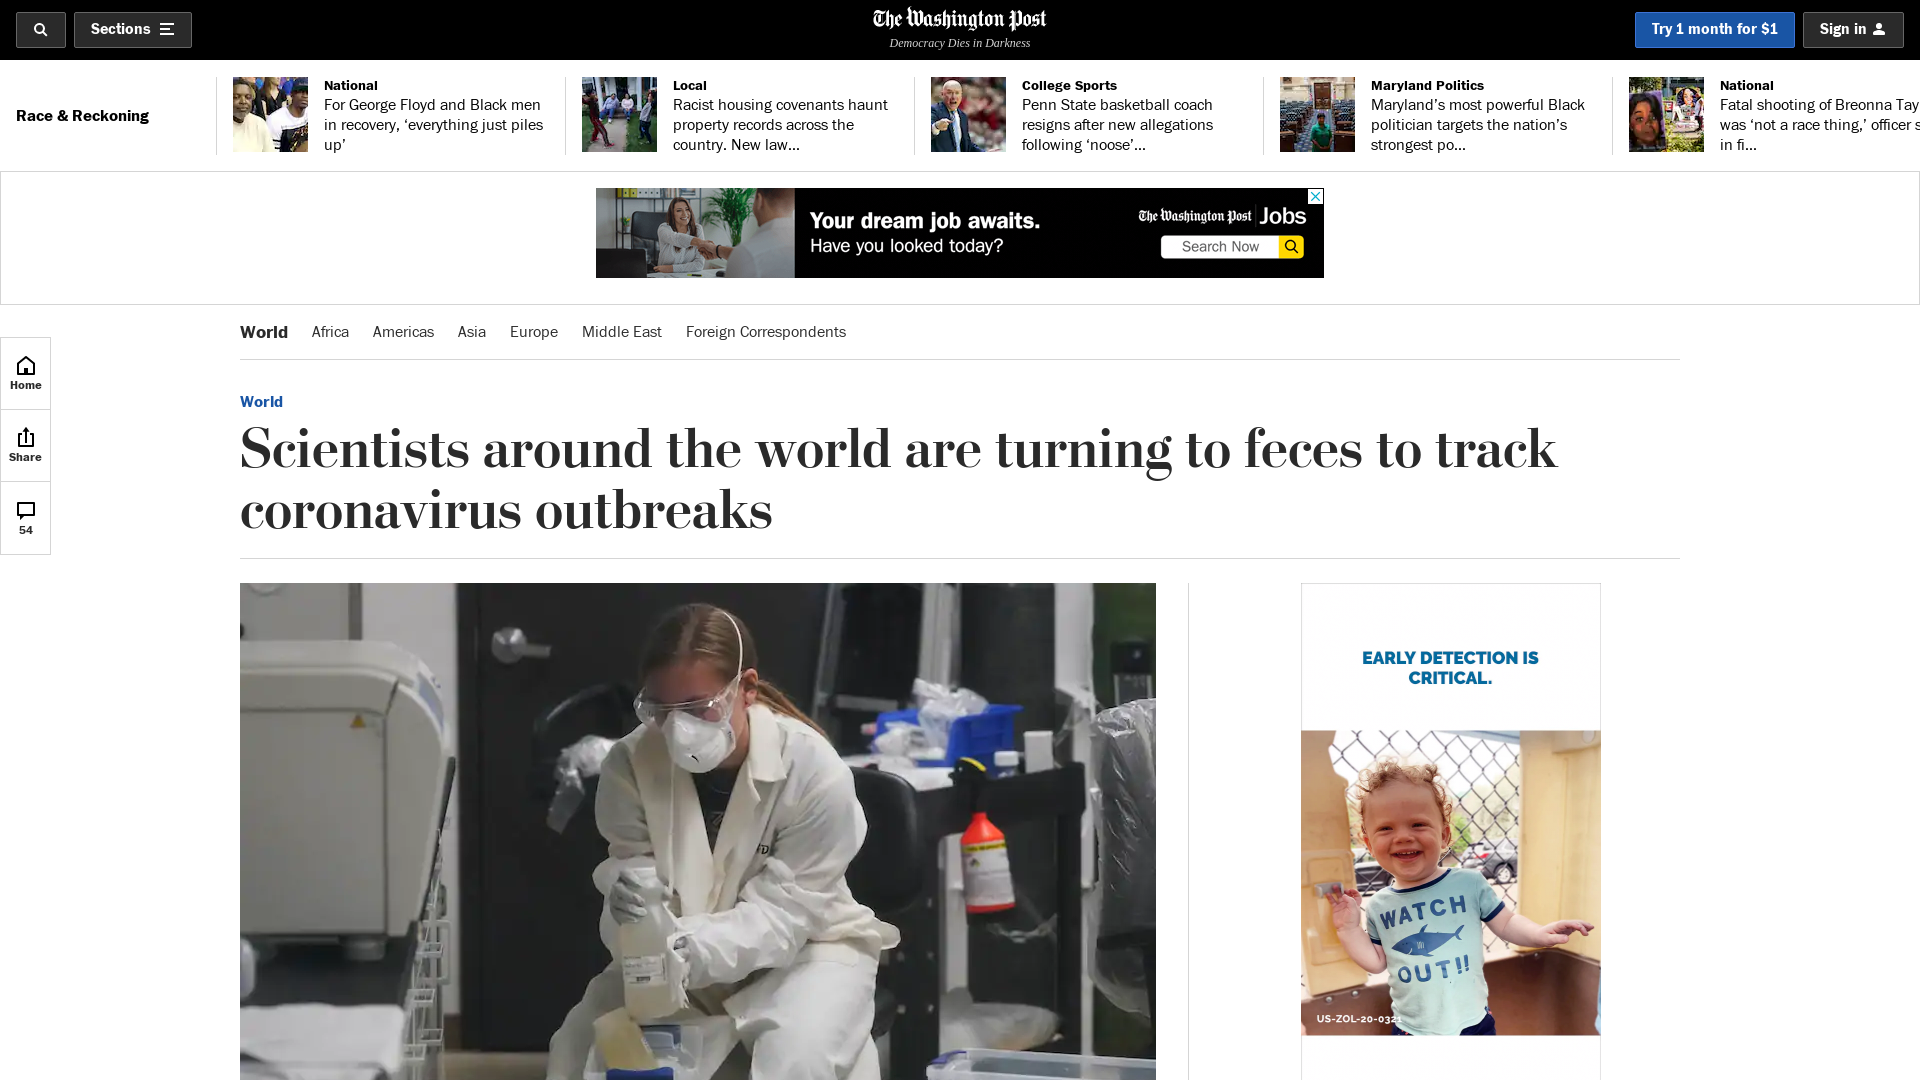 Sections
The Washington Post
Democracy Dies in Darkness
Try 1 month for $1
Sign in
Race & Reckoning
National
For George Floyd and Black men
in recovery, ‘everything just piles
up’
Local
Racist housing covenants haunt
property records across the
country. New law...
College Sports
Penn State basketball coach
resigns after new allegations
following ‘noose’...
Maryland Politics
Maryland’s most powerful Black
politician targets the nation’s
strongest po...
National
Fatal shooting of Breonna Tay
was ‘not a race thing,’ officer s
in fi...
Your dream job awaits.
Have you looked today?
The Washington Post Jobs
Search Now
World Africa Americas Asia Europe Middle East Foreign Correspondents
Home
Share
54
World
Scientists around the world are turning to feces to track
coronavirus outbreaks
EARLY DETECTION IS
CRITICAL.
WATCH
OUT!!
US-ZOL-20-0321